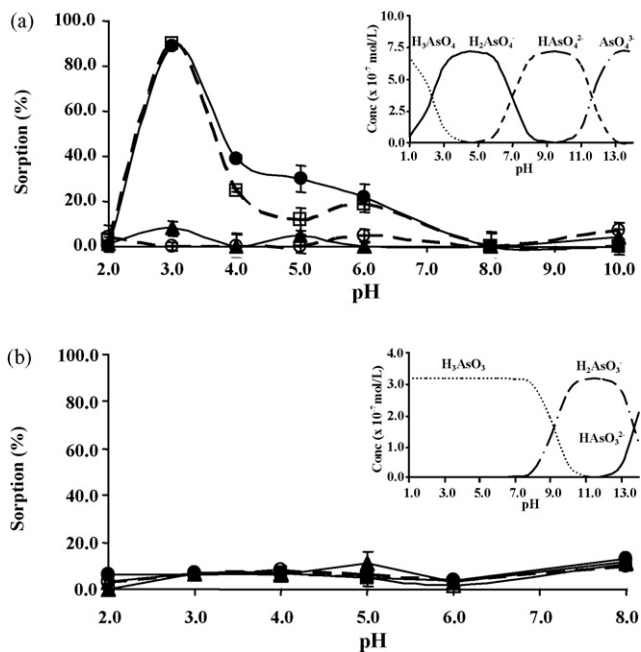 (a)
100.0
80.0
60.0
40.0
20.0
0.0
Sorption (%)
2.0 3.0 4.0 5.0 6.0 7.0 8.0 9.0 10.0
pH
10.0
7.5
5.0
2.5
0.0
Conc (x 10⁻⁷ mol/L)
H₃AsO₄ H₂AsO₄⁻ HAsO₄²⁻ AsO₄³⁻
1.0 3.0 5.0 7.0 9.0 11.0 13.0
pH
(b)
100.0
80.0
60.0
40.0
20.0
0.0
Sorption (%)
2.0 3.0 4.0 5.0 6.0 7.0 8.0
pH
4.0
3.0
2.0
1.0
0.0
Conc (x 10⁻⁷ mol/L)
H₃AsO₃ H₂AsO₃⁻
HAsO₃²⁻
1.0 3.0 5.0 7.0 9.0 11.0 13.0
pH